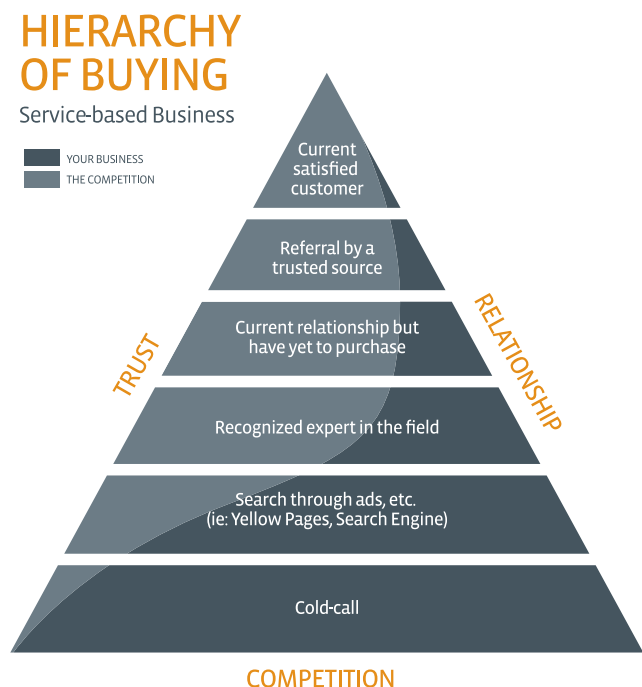 HIERARCHY
OF BUYING
Service-based Business
YOUR BUSINESS
THE COMPETITION
Current
satisfied
customer
Referral by a
trusted source
Current relationship but
have yet to purchase
TRUST
RELATIONSHIP
Recognized expert in the field
Search through ads, etc.
(ie: Yellow Pages, Search Engine)
Cold-call
COMPETITION